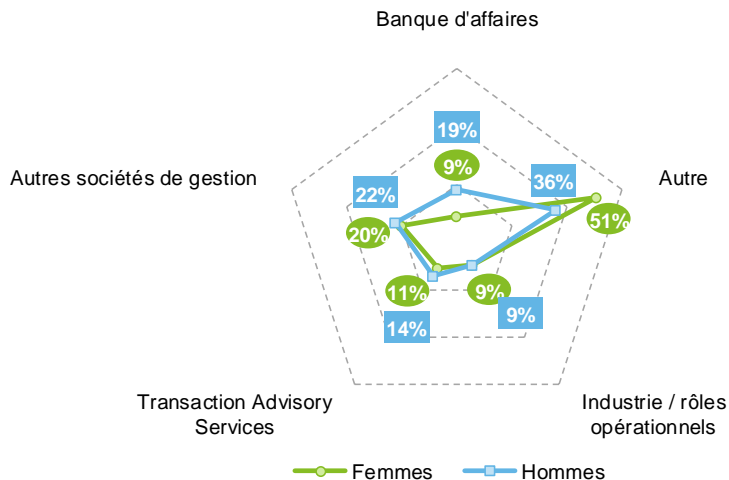 Banque d'affaires
19%
9%
Autres sociétés de gestion
22%
20%
36%
Autre
51%
11%
14%
9%
9%
Transaction Advisory
Services
Industrie / rôles
opérationnels
Femmes
Hommes